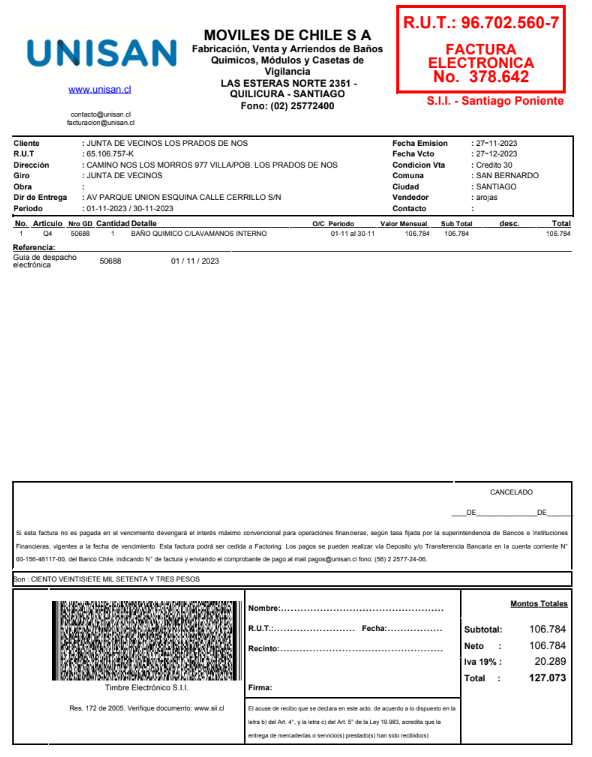 UNISAN
www.unisan.cl
contacto@unisan.cl
facturacion@unisan.cl
MOVILES DE CHILE S A
Fabricación, Venta y Arriendos de Baños
Químicos, Módulos y Casetas de
Vigilancia
LAS ESTERAS NORTE 2351 -
QUILICURA - SANTIAGO
Fono: (02) 25772400
R.U.T.: 96.702.560-7
FACTURA
ELECTRONICA
No. 378.642
S.I.I. - Santiago Poniente
Cliente : JUNTA DE VECINOS LOS PRADOS DE NOS Fecha Emision : 27-11-2023
R.U.T : 65.106.757-K Fecha Vcto : 27-12-2023
Dirección : CAMINO NOS LOS MORROS 977 VILLA/POB. LOS PRADOS DE NOS Condicion Vta : Credito 30
Giro : JUNTA DE VECINOS Comuna : SAN BERNARDO
Obra : Ciudad : SANTIAGO
Dir de Entrega : AV PARQUE UNION ESQUINA CALLE CERRILLO S/N Vendedor : arojas
Periodo : 01-11-2023 / 30-11-2023 Contacto :
No. Articulo Nro GD Cantidad Detalle O/C Periodo Valor Mensual Sub Total desc. Total
1 Q4 50688 1 BAÑO QUIMICO C/LAVAMANOS INTERNO 01-11 al 30-11 106.784 106.784 106.784
Referencia:
Guia de despacho 50688 01 / 11 / 2023
electrónica
CANCELADO
____DE________________DE_______
Si esta factura no es pagada en el vencimiento devengará el interés máximo convencional para operaciones financieras, según tasa fijada por la superintendencia de Bancos e instituciones
Financieras, vigentes a la fecha de vencimiento. Esta factura podrá ser cedida a Factoring. Los pagos se pueden realizar vía Deposito y/o Transferencia Bancaria en la cuenta corriente N°
00-156-48117-00, del Banco Chile, indicando N° de factura y enviando el comprobante de pago al mail pagos@unisan.cl fono; (56) 2 2577-24-06.
Son : CIENTO VEINTISIETE MIL SETENTA Y TRES PESOS
Timbre Electrónico S.I.I.
Res. 172 de 2005. Verifique documento: www.sii.cl
Nombre:............................................
R.U.T.:...................... Fecha:...............
Recinto:............................................
Firma:
El acuse de recibo que se declara en este acto, de acuerdo a lo dispuesto en la
letra b) del Art. 4°, y la letra c) del Art. 5° de la Ley 19.983, acredita que la
entrega de mercaderías o servicio(s) prestado(s) han sido recibido(s)
Montos Totales
Subtotal: 106.784
Neto : 106.784
Iva 19% : 20.289
Total : 127.073